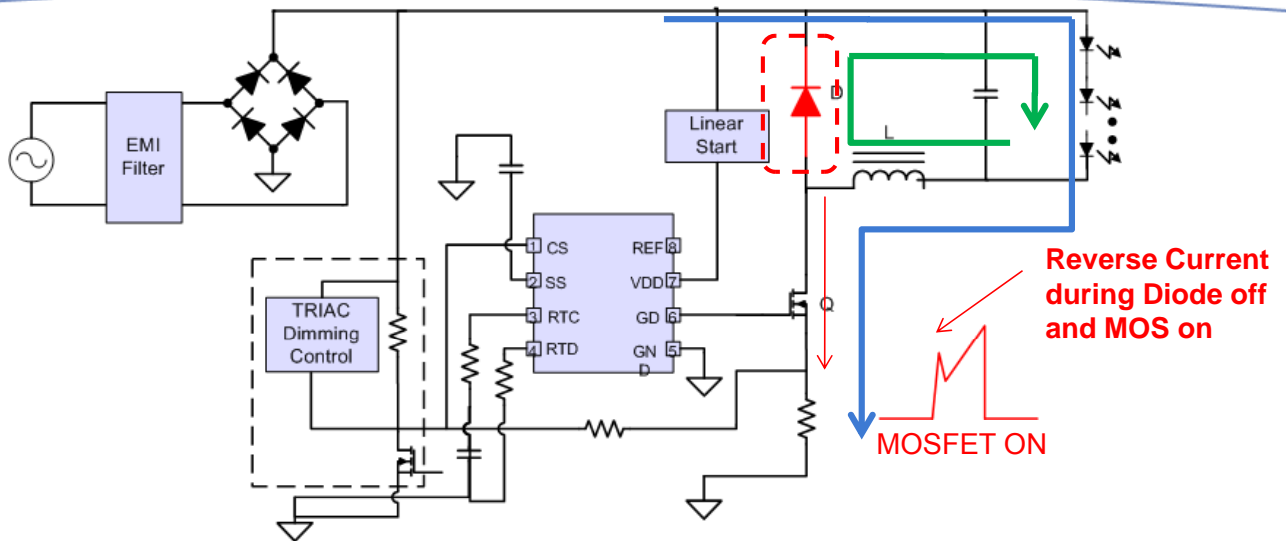 EMI
Filter
Linear
Start
D
L
1 CS
REF 8
2 SS
VDD 7
3 RTC
GD 6
4 RTD
GN 5
D
Q
TRIAC
Dimming
Control
Reverse Current
during Diode off
and MOS on
MOSFET ON